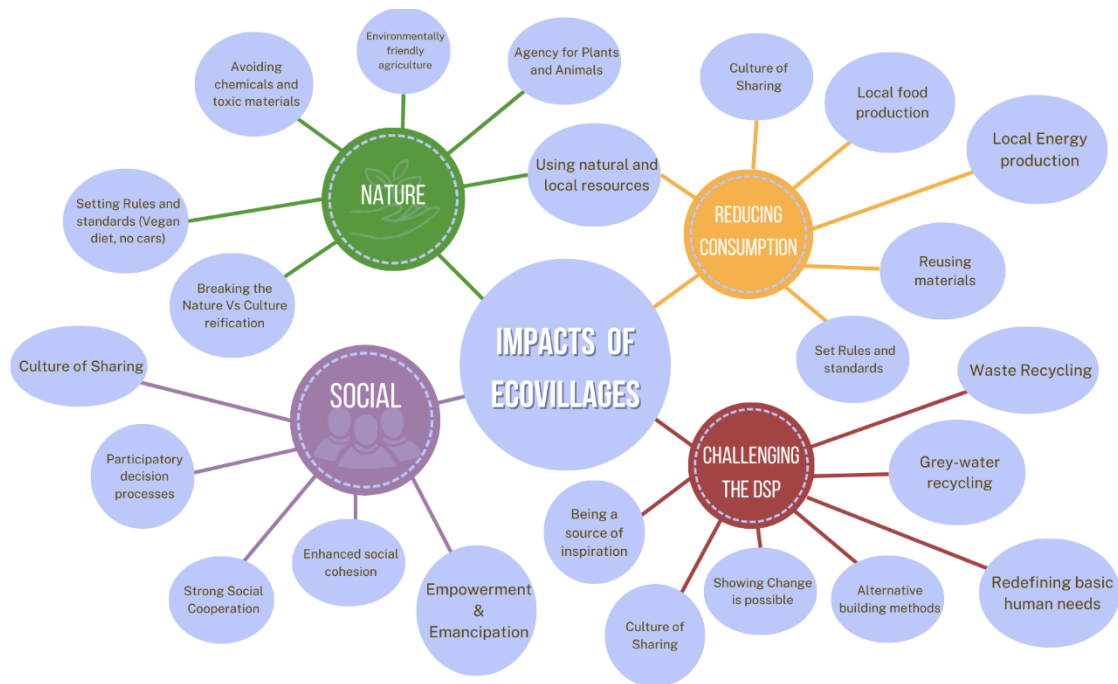 IMPACTS OF
ECOVILLAGES
NATURE
Environmentally
friendly
agriculture
Avoiding
chemicals and
toxic materials
Agency for Plants
and Animals
Using natural and
local resources
Setting Rules and
standards (Vegan
diet, no cars)
Breaking the
Nature Vs Culture
reification
REDUCING
CONSUMPTION
Culture of
Sharing
Local food
production
Local Energy
production
Reusing
materials
Set Rules and
standards
SOCIAL
Culture of Sharing
Participatory
decision
processes
Strong Social
Cooperation
Enhanced social
cohesion
Empowerment
&
Emancipation
CHALLENGING
THE DSP
Waste Recycling
Grey-water
recycling
Redefining basic
human needs
Alternative
building methods
Showing Change
is possible
Culture of
Sharing
Being a
source of
inspiration